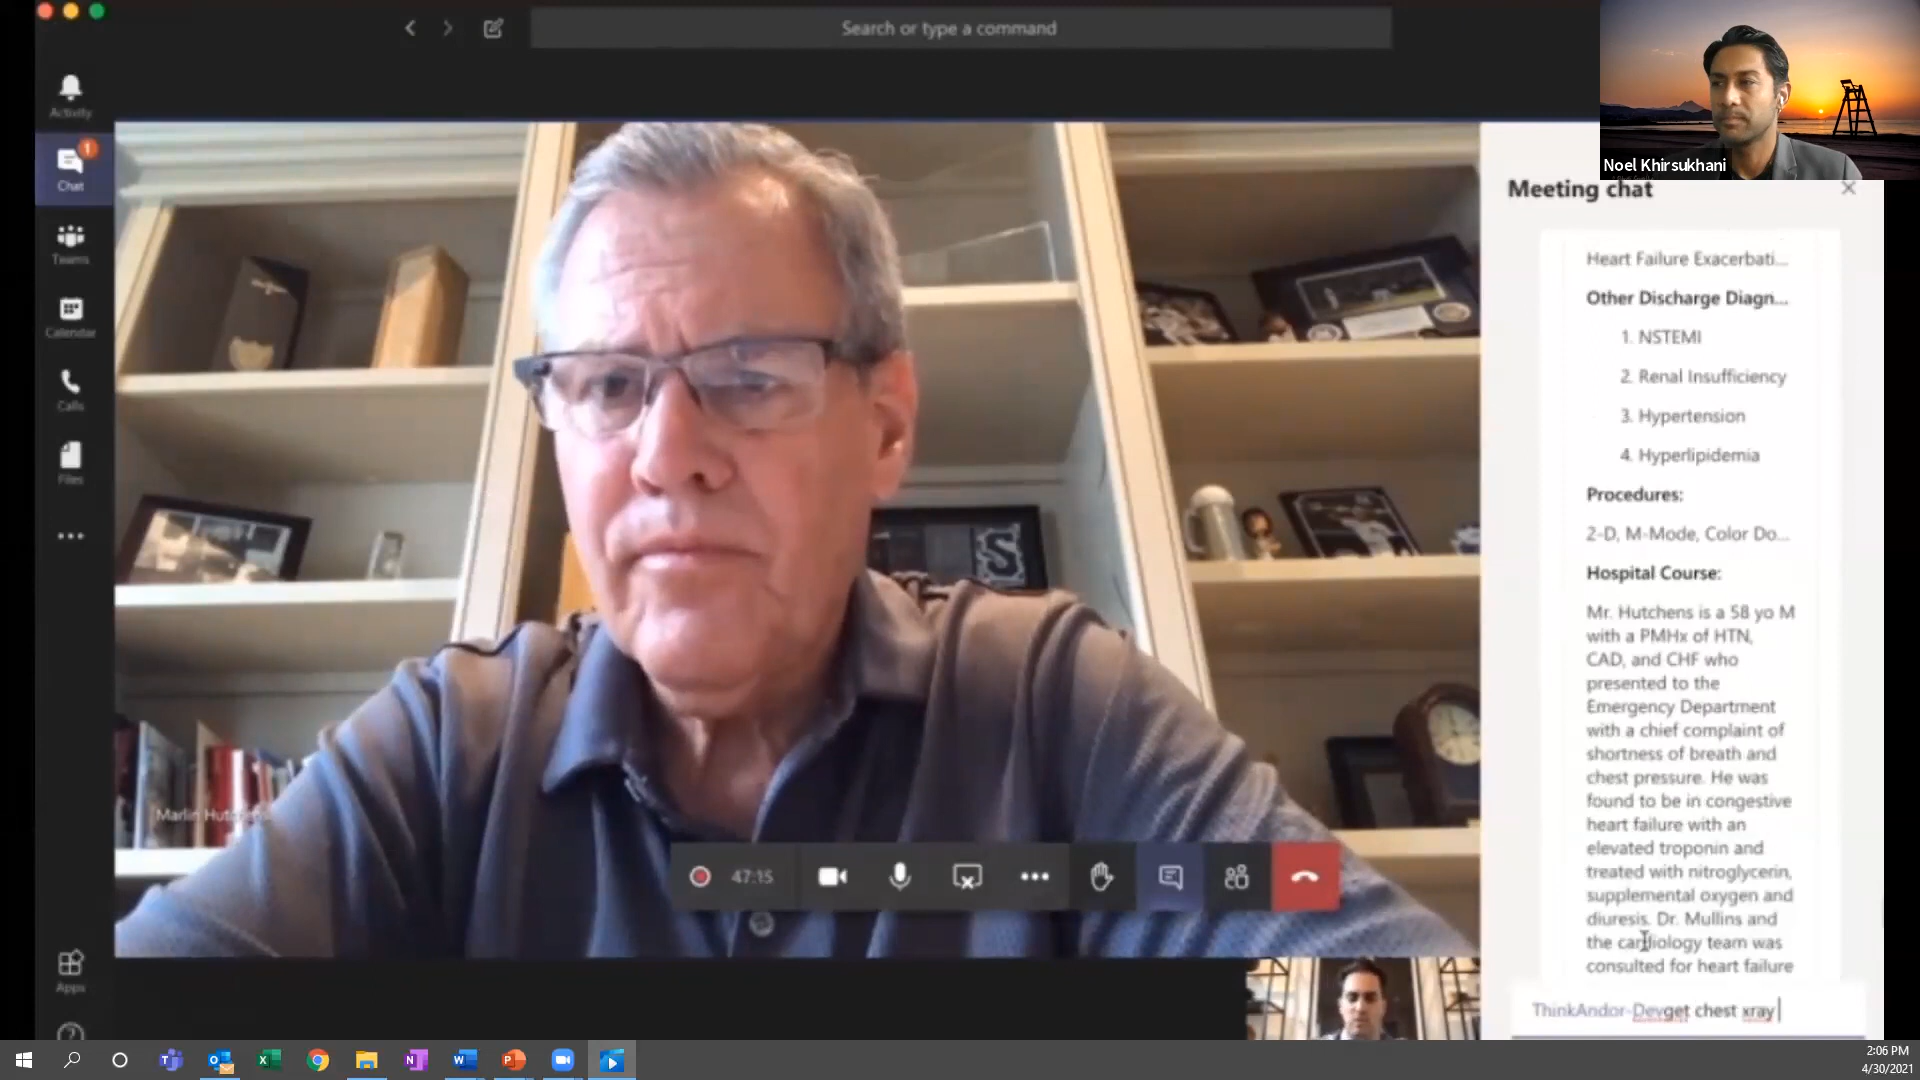 Search or type a command
Noel Khirsukhani
Activity
1
Chat
Teams
Calendar
Calls
Files
Apps
Meeting chat
Heart Failure Exacerbati...
Other Discharge Diagn...
1. NSTEMI
2. Renal Insufficiency
3. Hypertension
4. Hyperlipidemia
Procedures:
2-D, M-Mode, Color Do...
Hospital Course:
Mr. Hutchens is a 58 yo M
with a PMHx of HTN,
CAD, and CHF who
presented to the
Emergency Department
with a chief complaint of
shortness of breath and
chest pressure. He was
found to be in congestive
heart failure with an
elevated troponin and
treated with nitroglycerin,
supplemental oxygen and
diuresis. Dr. Mullins and
the cardiology team was
consulted for heart failure
ThinkAndor-Devget chest xray
S
Marlin Hutchens
47:15
2:06 PM
4/30/2021